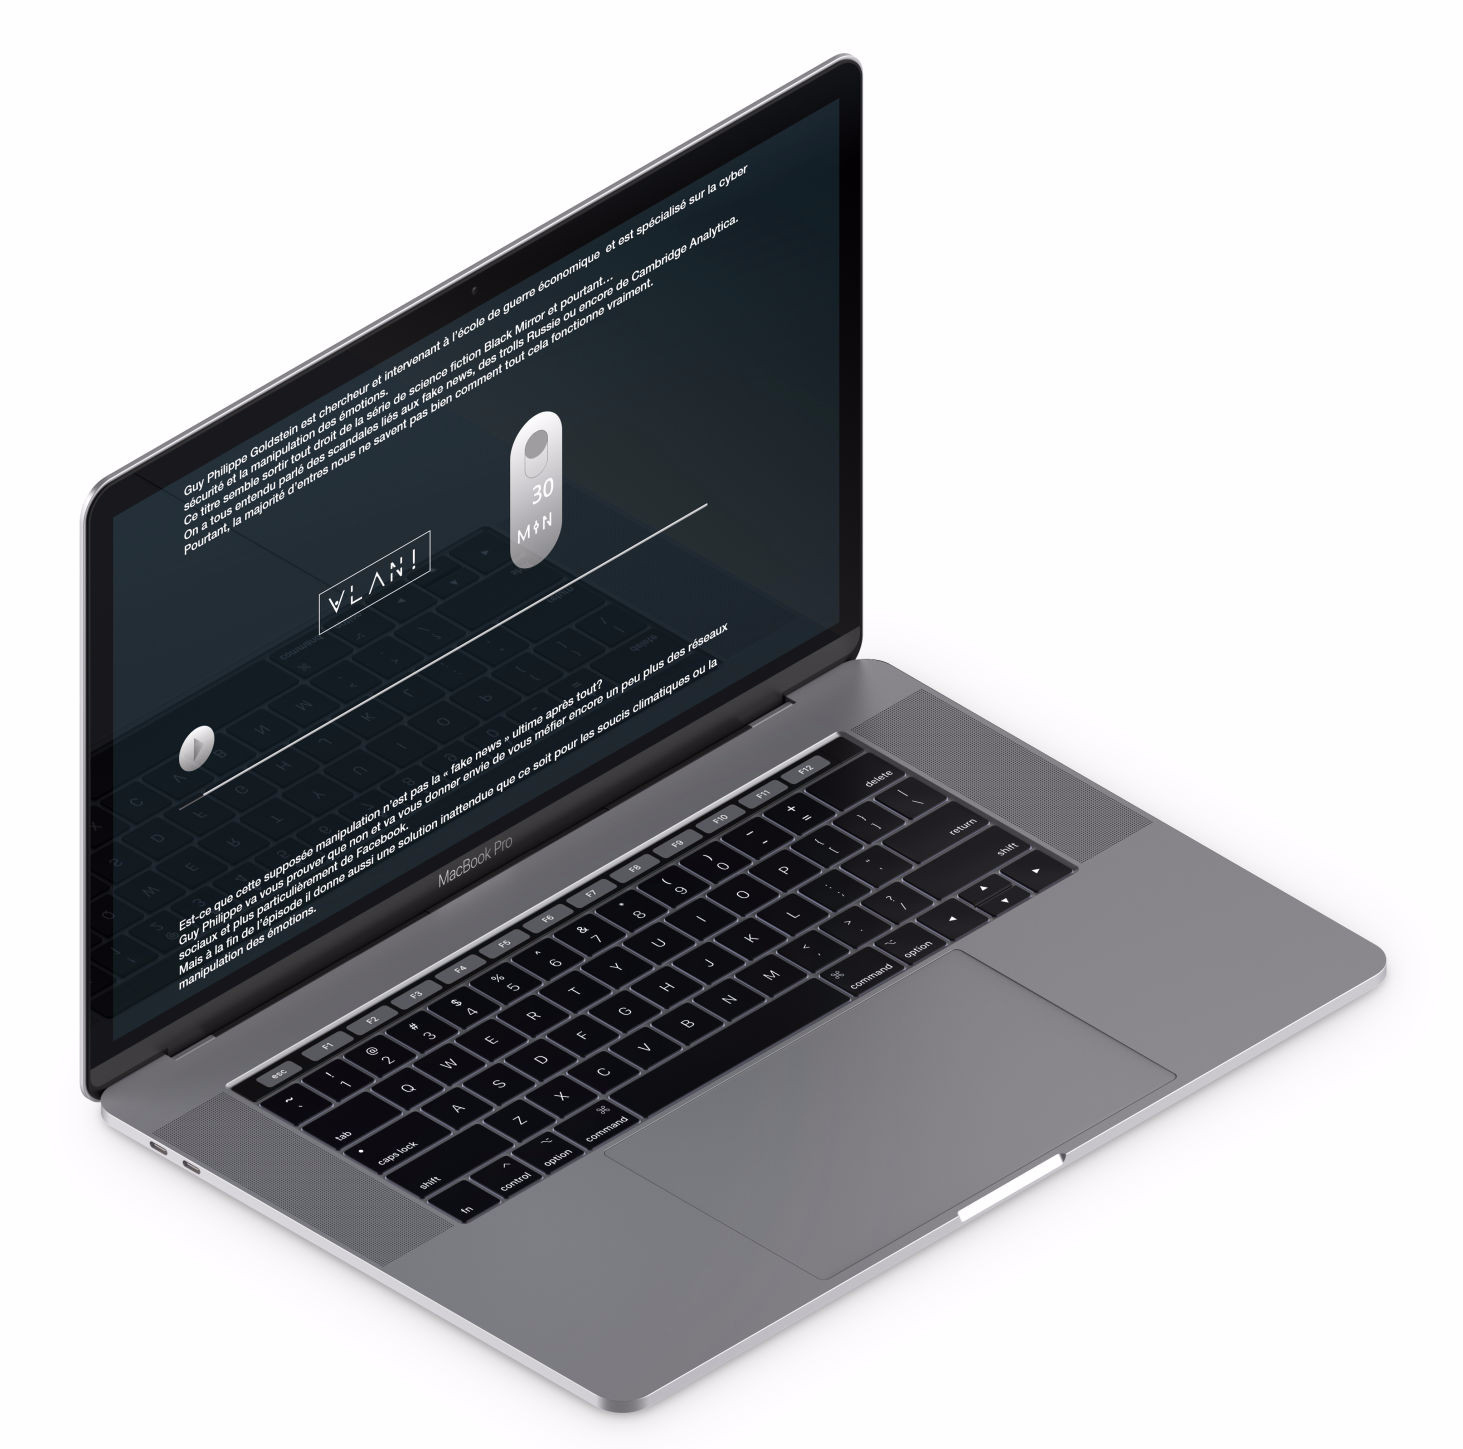 Guy Philippe Goldstein est chercheur et intervenant à l'école de guerre économique et est spécialisé sur la cyber
sécurité et la manipulation des émotions.
Ce titre semble sortir tout droit de la série de science fiction Black Mirror et pourtant...
On a tous entendu parlé des scandales liés aux fake news, des trolls Russie ou encore de Cambridge Analytica.
Pourtant, la majorité d'entres nous ne savent pas bien comment tout cela fonctionne vraiment.
30
MIN
VLAN!
Est-ce que cette supposée manipulation n'est pas la « fake news » ultime après tout?
Guy Philippe va vous prouver que non et va vous donner envie de vous méfier encore un peu plus des réseaux
sociaux et plus particulièrement de Facebook.
Mais à la fin de l'épisode il donne aussi une solution inattendue que ce soit pour les soucis climatiques ou la
manipulation des émotions.
MacBook Pro
esc F1 F2 F3 F4 F5 F6 F7 F8 F9 F10 F11 F12
~ ! 1 @ 2 # 3 $ 4 % 5 ^ 6 & 7 * 8 ( 9 ) 0 - + = delete
tab Q W E R T Y U I O P { [ } ] | \
caps lock A S D F G H J K L : ; " ' return
shift Z X C V B N M < , > . ? / shift
fn control option ⌘ command ⌘ command option